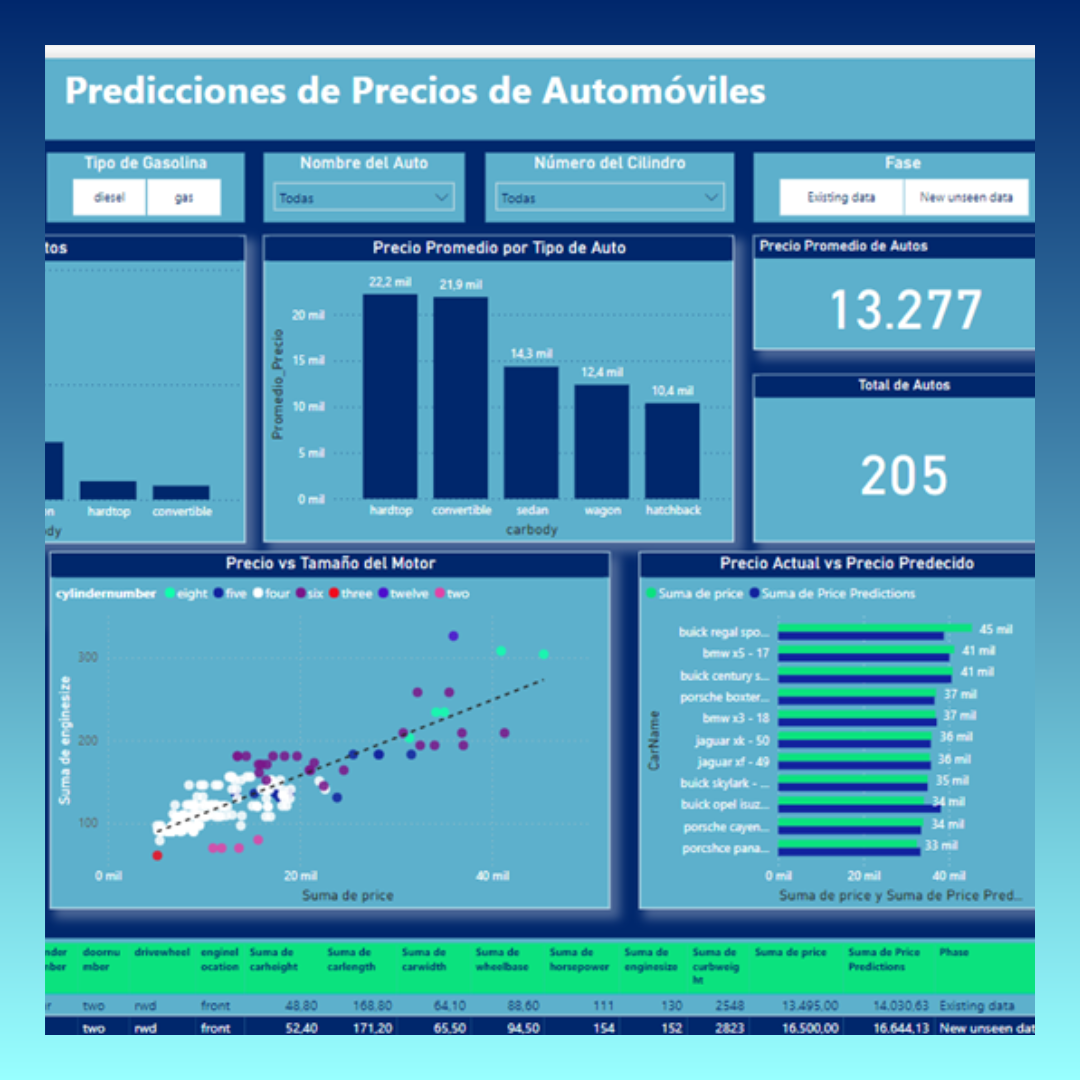 Predicciones de Precios de Automóviles
Tipo de Gasolina
diesel
gas
Nombre del Auto
Todas
Número del Cilindro
Todas
Fase
Existing data
New unseen data
tos
n
hardtop
convertible
dy
Precio Promedio por Tipo de Auto
Promedio_Precio
20 mil
15 mil
10 mil
5 mil
0 mil
22,2 mil
21,9 mil
14,3 mil
12,4 mil
10,4 mil
hardtop
convertible
sedan
wagon
hatchback
carbody
Precio Promedio de Autos
13.277
Total de Autos
205
Precio vs Tamaño del Motor
cylindernumber eight five four six three twelve two
Suma de enginesize
300
200
100
0 mil
20 mil
40 mil
Suma de price
Precio Actual vs Precio Predecido
Suma de price Suma de Price Predictions
CarName
buick regal spo... 45 mil
bmw x5 - 17 41 mil
buick century s... 41 mil
porsche boxter... 37 mil
bmw x3 - 18 37 mil
jaguar xk - 50 36 mil
jaguar xf - 49 36 mil
buick skylark - ... 35 mil
buick opel isuz... 34 mil
porsche cayen... 34 mil
porcshce pana... 33 mil
0 mil
20 mil
40 mil
Suma de price y Suma de Price Pred...
nder doornu drivewheel enginel Suma de Suma de Suma de Suma de Suma de Suma de Suma de Suma de price Suma de Price Phase
mber mber ocation carheight carlength carwidth wheelbase horsepower enginesize curbweig Predictions
ht
r two rwd front 48,80 168,80 64,10 88,60 111 130 2548 13.495,00 14.030,63 Existing data
two rwd front 52,40 171,20 65,50 94,50 154 152 2823 16.500,00 16.644,13 New unseen dat